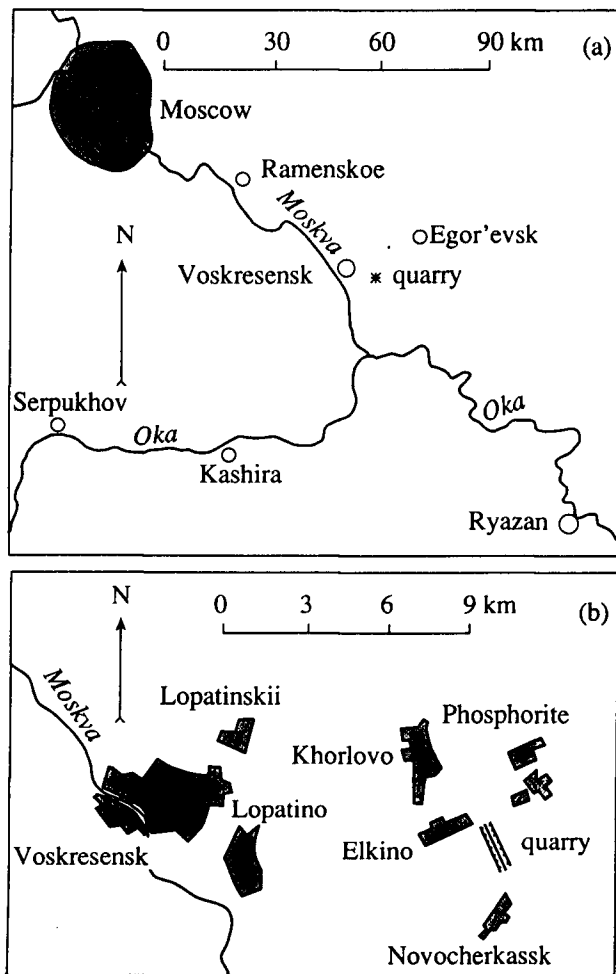 0 30 60 90 km (a)
Moscow
Ramenskoe
Moskva
N
Egor'evsk
Voskresensk
quarry
Serpukhov
Oka
Oka
Kashira
Ryazan
0 3 6 9 km (b)
N
Moskva
Lopatinskii
Phosphorite
Khorlovo
Lopatino
Voskresensk
Elkino
quarry
Novocherkassk